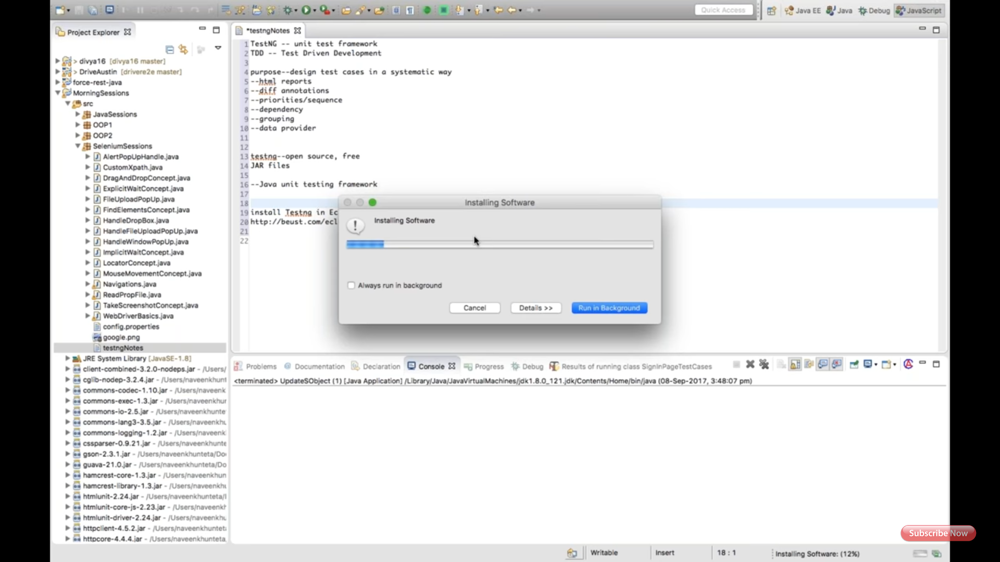 Quick Access
Java EE
Java
Debug
JavaScript
Project Explorer
> divya16 [divya16 master]
> DriveAustin [drivere2e master]
force-rest-java
MorningSessions
src
JavaSessions
OOP1
OOP2
SeleniumSessions
AlertPopUpHandle.java
CustomXpath.java
DragAndDropConcept.java
ExplicitWaitConcept.java
FileUploadPopUp.java
FindElementsConcept.java
HandleDropBox.java
HandleFileUploadPopUp.java
HandleWindowPopUp.java
ImplicitWaitConcept.java
LocatorConcept.java
MouseMovementConcept.java
Navigations.java
ReadPropFile.java
TakeScreenshotConcept.java
WebDriverBasics.java
config.properties
google.png
testngNotes
JRE System Library [JavaSE-1.8]
client-combined-3.2.0-nodeps.jar - /Users/
cglib-nodep-3.2.4.jar - /Users/naveenkhunt
commons-codec-1.10.jar - /Users/naveenk
commons-exec-1.3.jar - /Users/naveenkhur
commons-io-2.5.jar - /Users/naveenkhunte
commons-lang3-3.5.jar - /Users/naveenkhu
commons-logging-1.2.jar - /Users/naveenk
cssparser-0.9.21.jar - /Users/naveenkhunte
gson-2.3.1.jar - /Users/naveenkhunteta/Do
guava-21.0.jar - /Users/naveenkhunteta/Do
hamcrest-core-1.3.jar - /Users/naveenkhun
hamcrest-library-1.3.jar - /Users/naveenkhu
htmlunit-2.24.jar - /Users/naveenkhunteta/
htmlunit-core-js-2.23.jar - /Users/naveenkh
htmlunit-driver-2.24.jar - /Users/naveenkhu
httpclient-4.5.2.jar - /Users/naveenkhunteta
httpcore-4.4.4.jar - /Users/naveenkhunteta,
*testngNotes
1 TestNG -- unit test framework
2 TDD -- Test Driven Development
3
4 purpose--design test cases in a systematic way
5 --html reports
6 --diff annotations
7 --priorities/sequence
8 --dependency
9 --grouping
10 --data provider
11
12
13 testng--open source, free
14 JAR files
15
16 --Java unit testing framework
17
18
19 install Testng in Ec
20 http://beust.com/ecl
21
22
Installing Software
Installing Software
Always run in background
Cancel
Details >>
Run in Background
Problems
Documentation
Declaration
Console
Progress
Debug
Results of running class SignInPageTestCases
<terminated> UpdateSObject (1) [Java Application] /Library/Java/JavaVirtualMachines/jdk1.8.0_121.jdk/Contents/Home/bin/java (08-Sep-2017, 3:48:07 pm)
Subscribe Now
Writable
Insert
18 : 1
Installing Software: (12%)